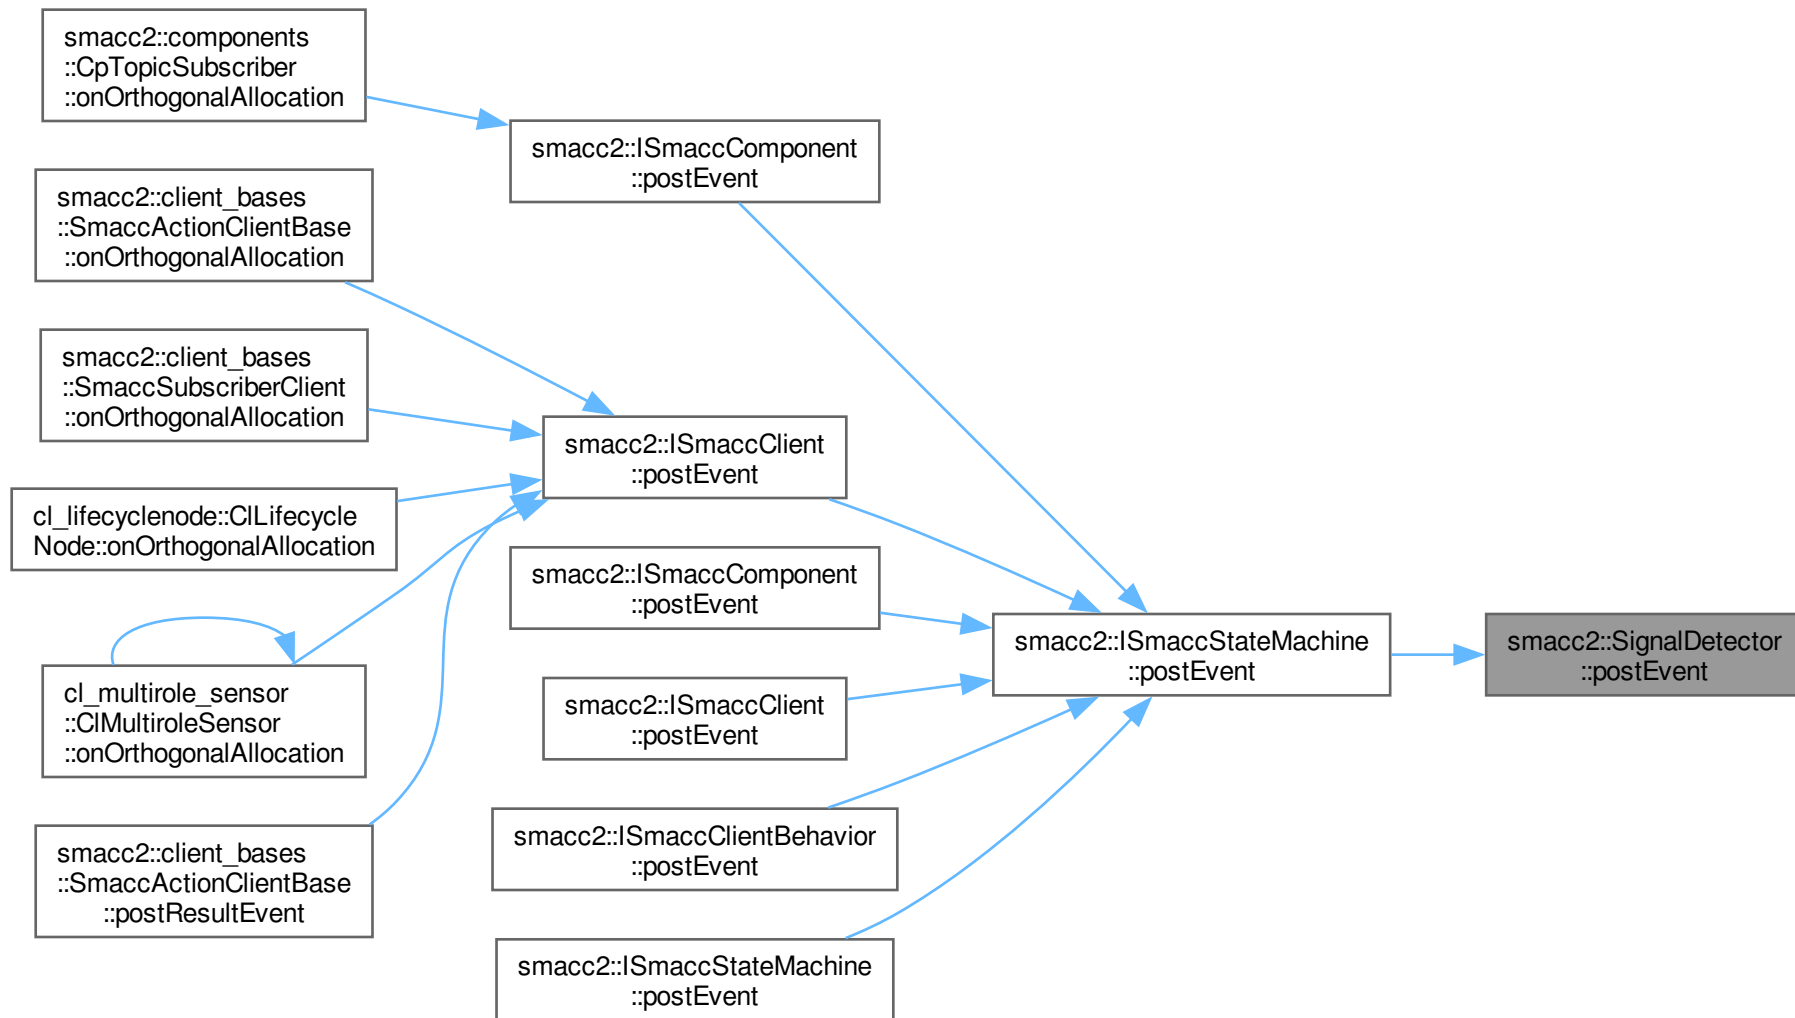 smacc2::components
::CpTopicSubscriber
::onOrthogonalAllocation
smacc2::client_bases
::SmaccActionClientBase
::onOrthogonalAllocation
smacc2::client_bases
::SmaccSubscriberClient
::onOrthogonalAllocation
cl_lifecyclenode::ClLifecycle
Node::onOrthogonalAllocation
cl_multirole_sensor
::ClMultiroleSensor
::onOrthogonalAllocation
smacc2::client_bases
::SmaccActionClientBase
::postResultEvent
smacc2::ISmaccComponent
::postEvent
smacc2::ISmaccClient
::postEvent
smacc2::ISmaccComponent
::postEvent
smacc2::ISmaccClient
::postEvent
smacc2::ISmaccClientBehavior
::postEvent
smacc2::ISmaccStateMachine
::postEvent
smacc2::ISmaccStateMachine
::postEvent
smacc2::SignalDetector
::postEvent